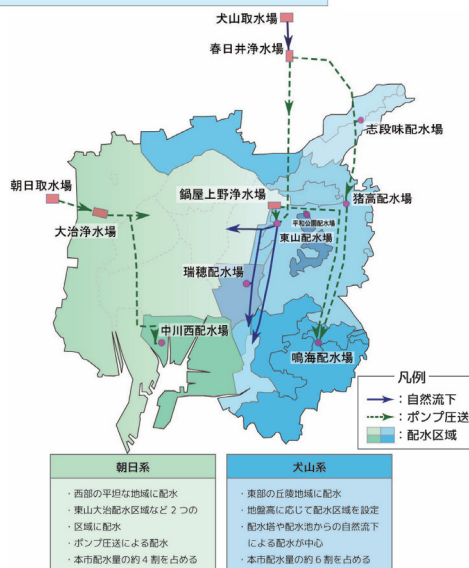 犬山取水場
春日井浄水場
志段味配水場
朝日取水場
鍋屋上野浄水場
猪高配水場
大治浄水場
平和公園配水場
東山配水場
瑞穂配水場
中川西配水場
鳴海配水場
凡例
:自然流下
:ポンプ圧送
:配水区域
朝日系
・西部の平坦な地域に配水
・東山大治配水区域など2つの
区域に配水
・ポンプ圧送による配水
・本市配水量の約4割を占める
犬山系
・東部の丘陵地域に配水
・地盤高に応じて配水区域を設定
・配水塔や配水池からの自然流下
による配水が中心
・本市配水量の約6割を占める